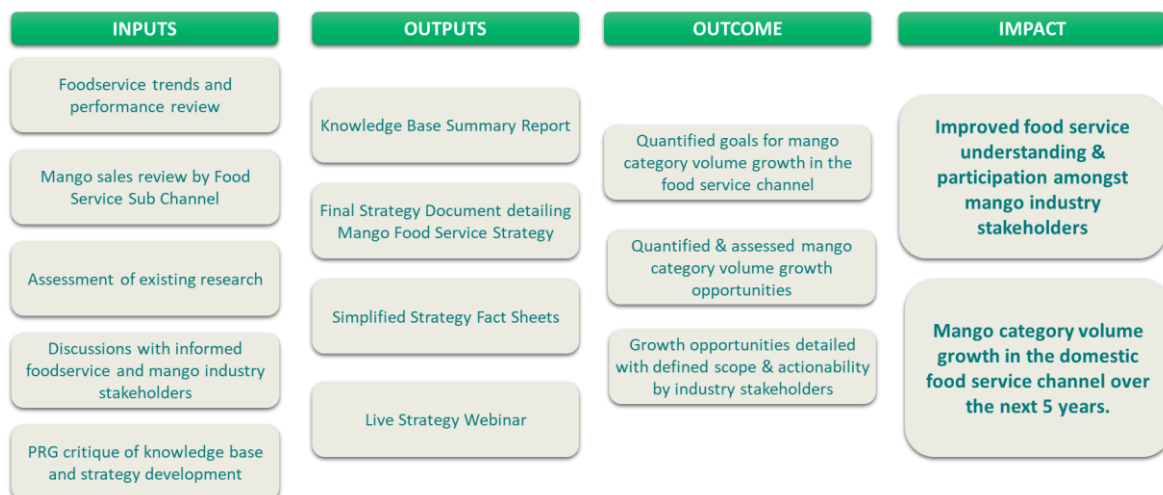 INPUTS
Foodservice trends and
performance review
Mango sales review by Food
Service Sub Channel
Assessment of existing research
Discussions with informed
foodservice and mango industry
stakeholders
PRG critique of knowledge base
and strategy development
OUTPUTS
Knowledge Base Summary Report
Final Strategy Document detailing
Mango Food Service Strategy
Simplified Strategy Fact Sheets
Live Strategy Webinar
OUTCOME
Quantified goals for mango
category volume growth in the
food service channel
Quantified & assessed mango
category volume growth
opportunities
Growth opportunities detailed
with defined scope & actionability
by industry stakeholders
IMPACT
Improved food service
understanding &
participation amongst
mango industry
stakeholders
Mango category volume
growth in the domestic
food service channel over
the next 5 years.